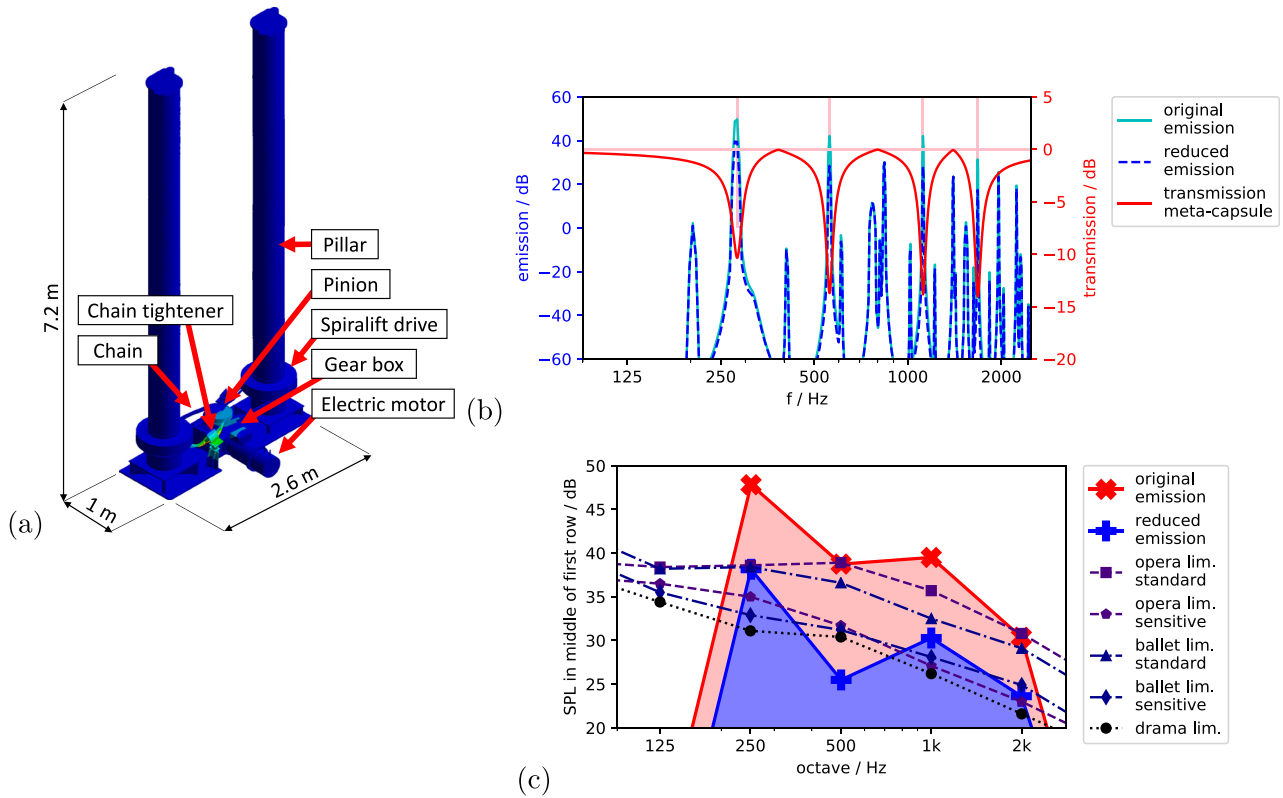 7.2 m
Pillar
Pinion
Chain tightener
Spiralift drive
Chain
Gear box
Electric motor
1 m
2.6 m
(a)
60
40
20
0
−20
−40
−60
emission / dB
5
0
−5
−10
−15
−20
transmission / dB
125
250
500
1000
2000
f / Hz
original
emission
reduced
emission
transmission
meta-capsule
(b)
50
45
40
35
30
25
20
SPL in middle of first row / dB
125
250
500
1k
2k
octave / Hz
original
emission
reduced
emission
opera lim.
standard
opera lim.
sensitive
ballet lim.
standard
ballet lim.
sensitive
drama lim.
(c)